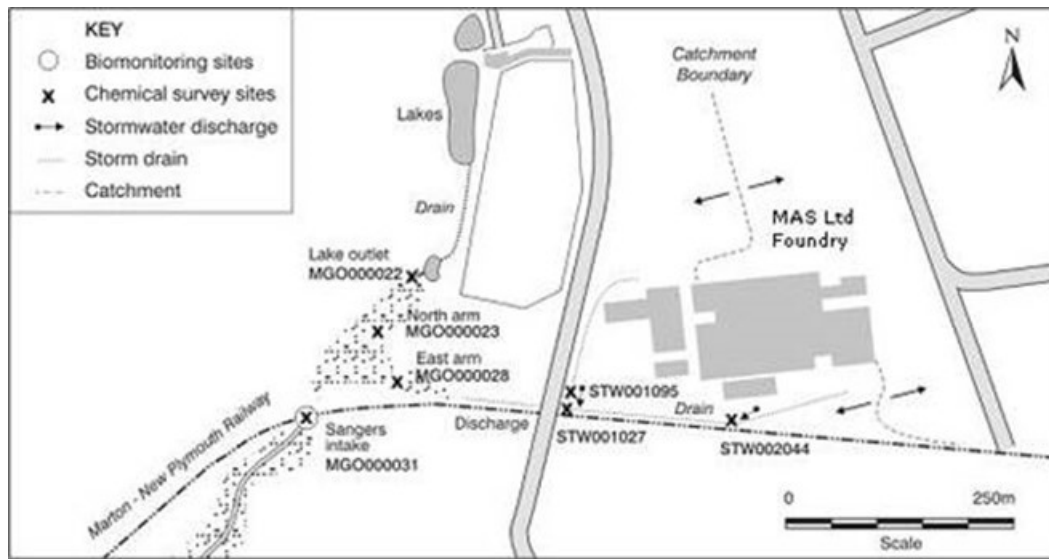 KEY
Biomonitoring sites
Chemical survey sites
Stormwater discharge
Storm drain
Catchment
Lakes
Drain
Lake outlet
MGO000022
North arm
MGO000023
East arm
MGO000028
Sangers
intake
MGO000031
Marton - New Plymouth Railway
Discharge
STW001095
STW001027
Drain
STW002044
Catchment
Boundary
MAS Ltd
Foundry
N
0 250m
Scale